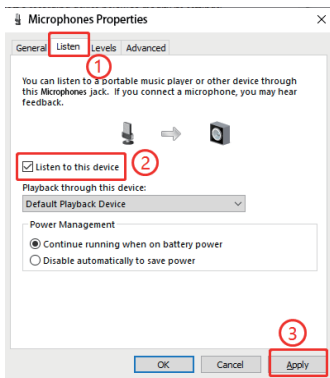 Microphones Properties
General Listen Levels Advanced
1
You can listen to a portable music player or other device through
this Microphones jack. If you connect a microphone, you may hear
feedback.
Listen to this device
2
Playback through this device:
Default Playback Device
Power Management
Continue running when on battery power
Disable automatically to save power
3
OK Cancel Apply